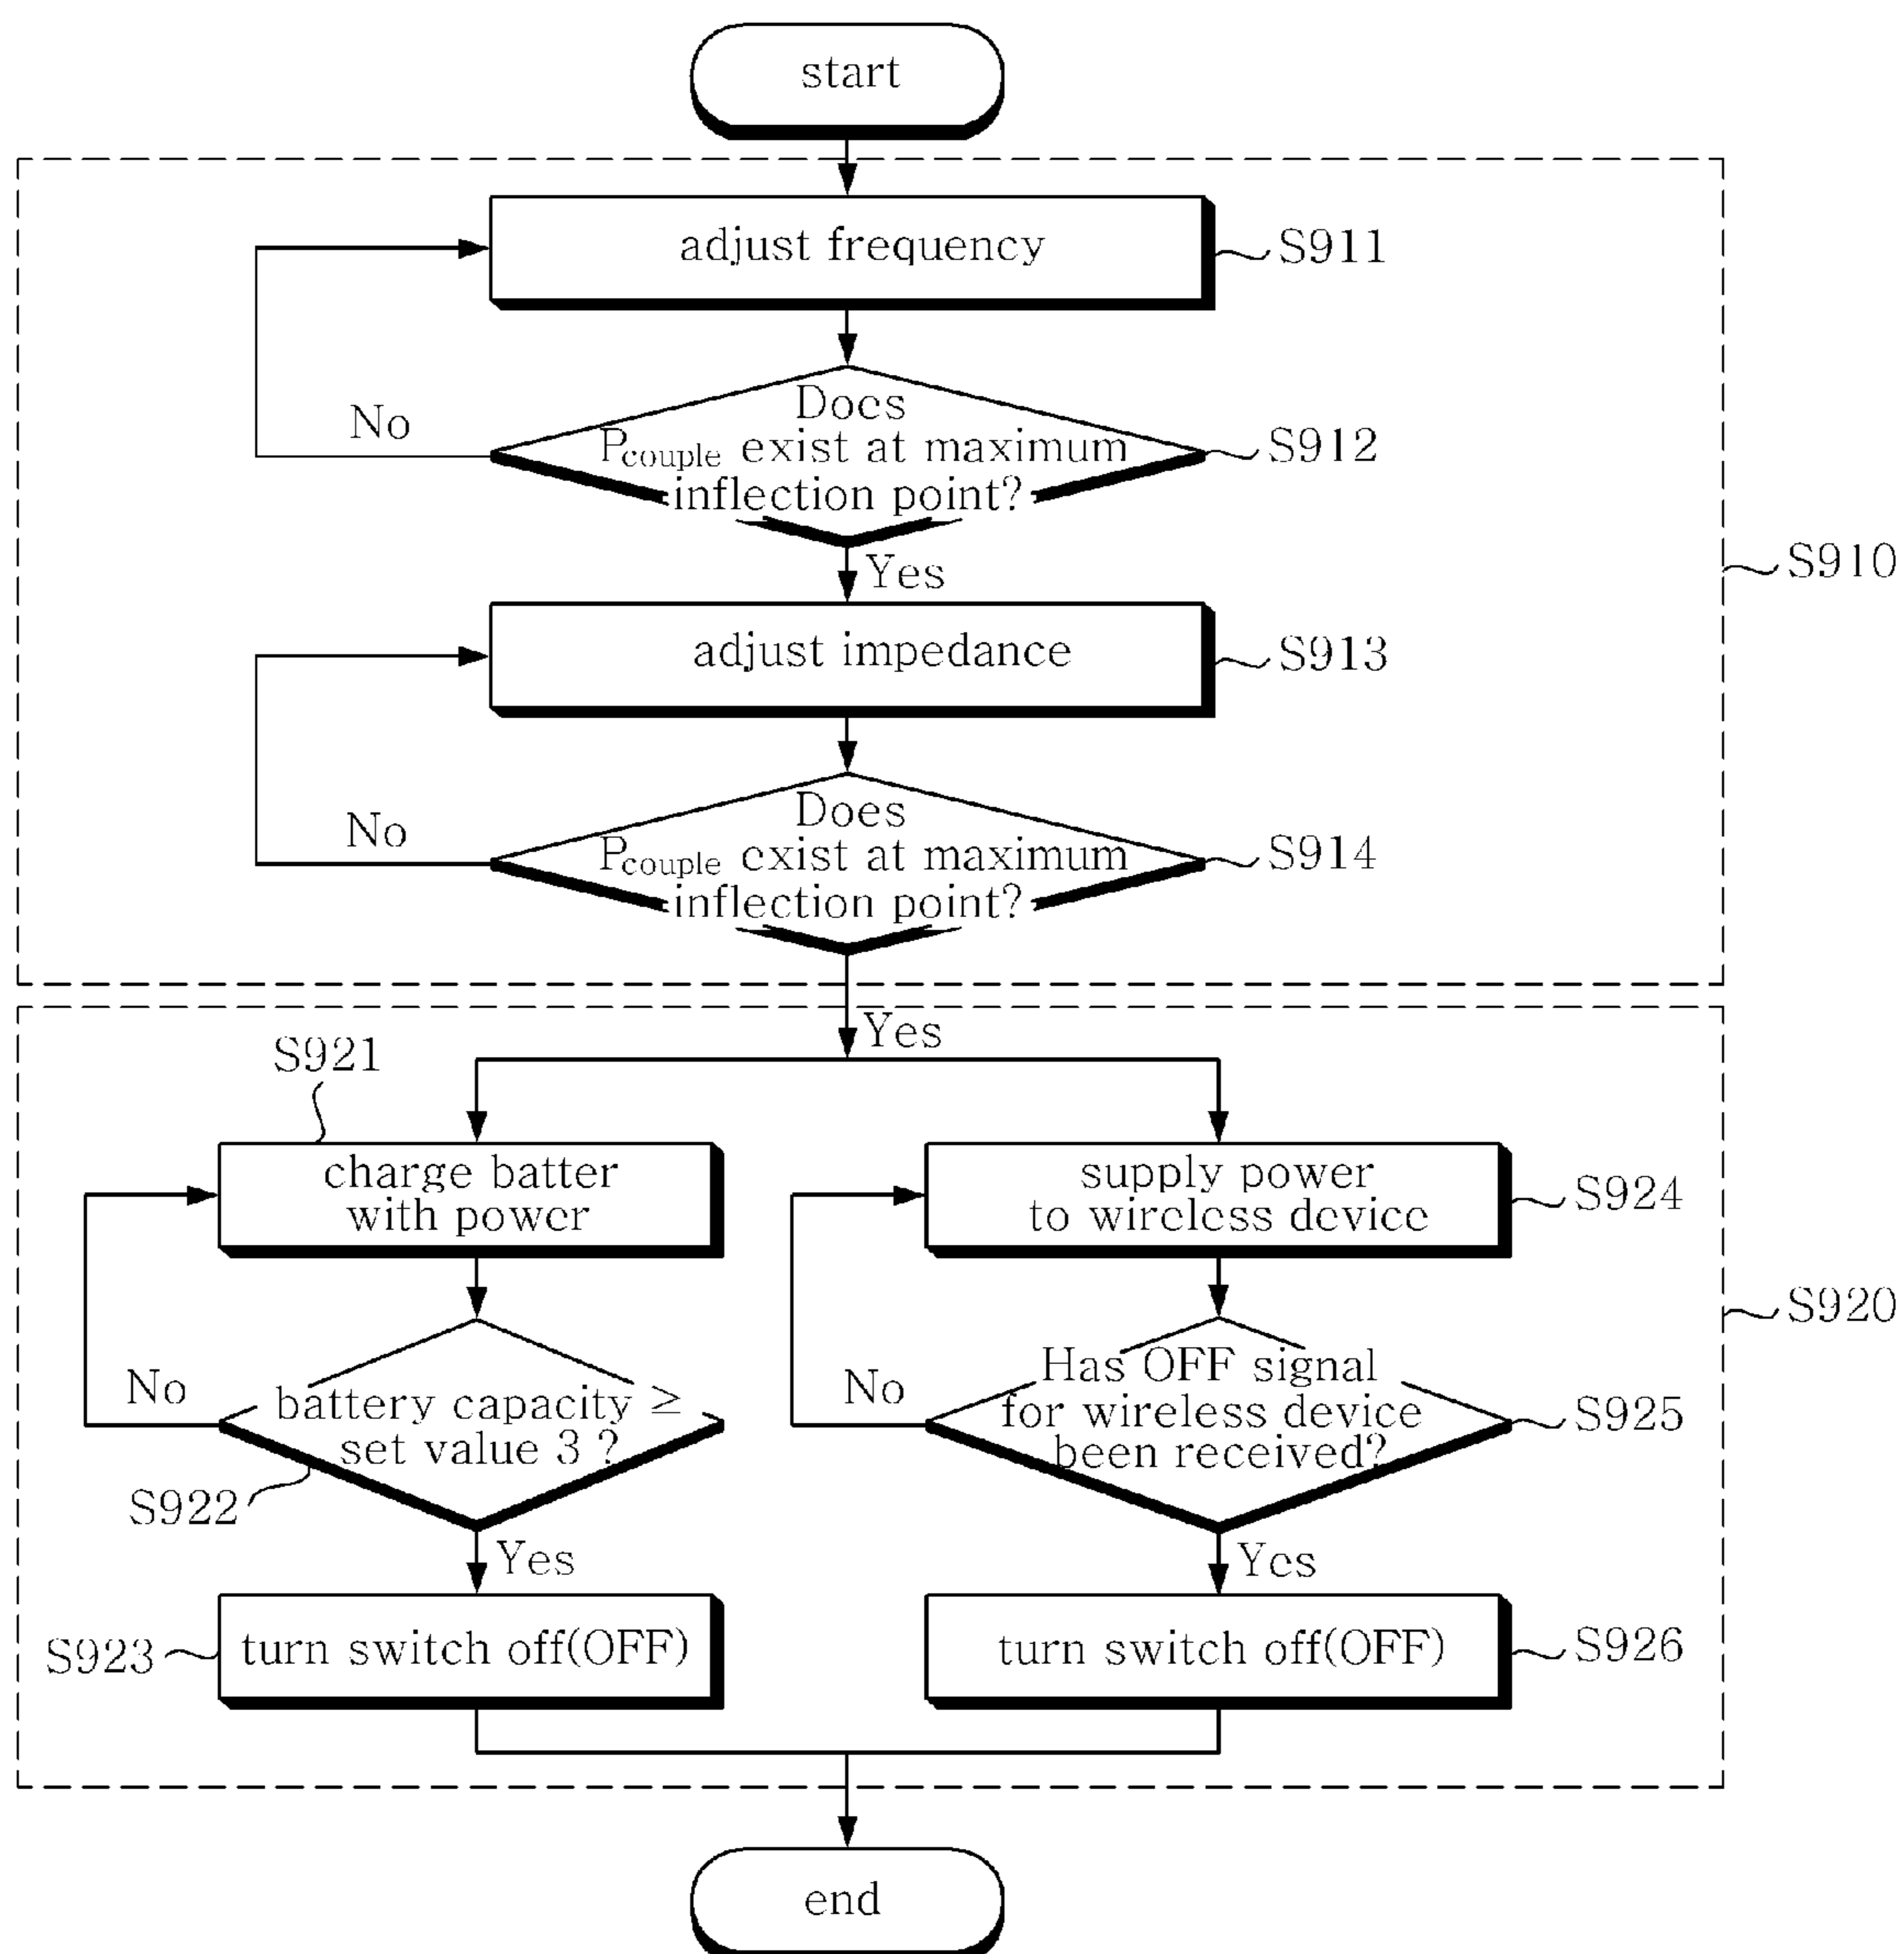 start
adjust frequency
S911
Does
Pcouple exist at maximum
inflection point?
S912
No
Yes
S910
adjust impedance
S913
Does
Pcouple exist at maximum
inflection point?
S914
No
Yes
S921
charge batter
with power
supply power
to wireless device
S924
S920
No
battery capacity ≥
set value 3 ?
S922
No
Has OFF signal
for wireless device
been received?
S925
Yes
Yes
S923
turn switch off(OFF)
turn switch off(OFF)
S926
end